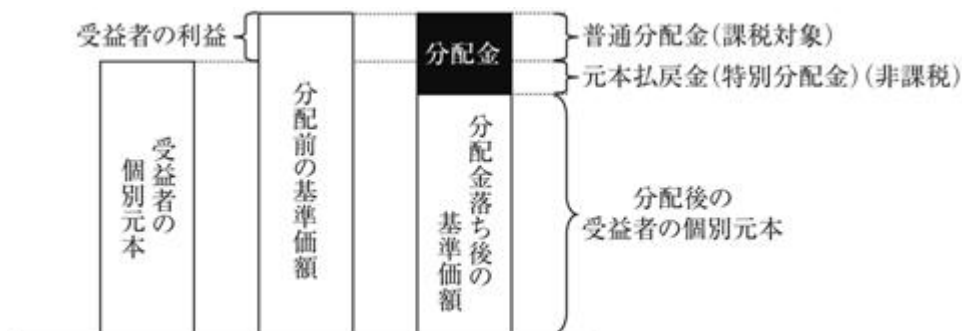 受益者の利益
分配金
普通分配金(課税対象)
元本払戻金(特別分配金)(非課税)
受益者の
個別元本
分配前の基準価額
分配金落ち後の
基準価額
分配後の
受益者の個別元本